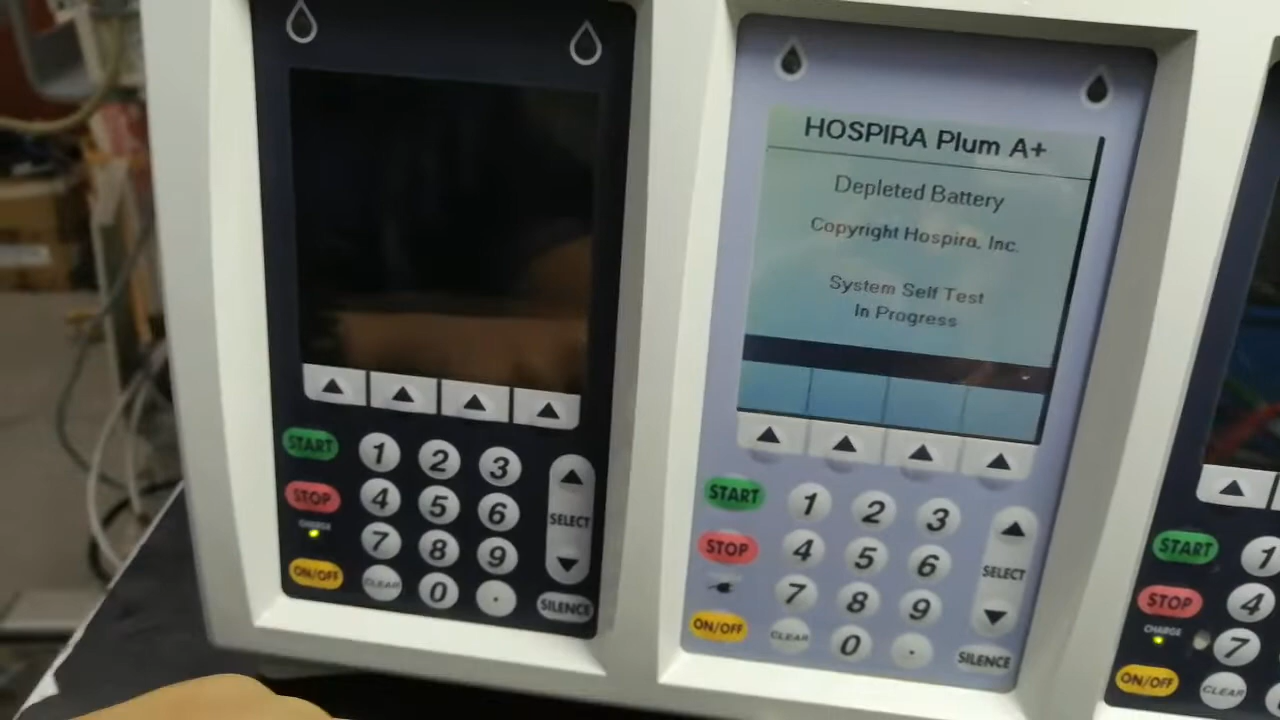 START
1 2 3
STOP
4 5 6
SELECT
CHARGE
7 8 9
ON/OFF
CLEAR
0
.
SILENCE
HOSPIRA Plum A+
Depleted Battery
Copyright Hospira, Inc.
System Self Test
In Progress
START
1 2 3
STOP
4 5 6
SELECT
7 8 9
ON/OFF
CLEAR
0
.
SILENCE
START
1
STOP
4
CHARGE
7
ON/OFF
CLEAR